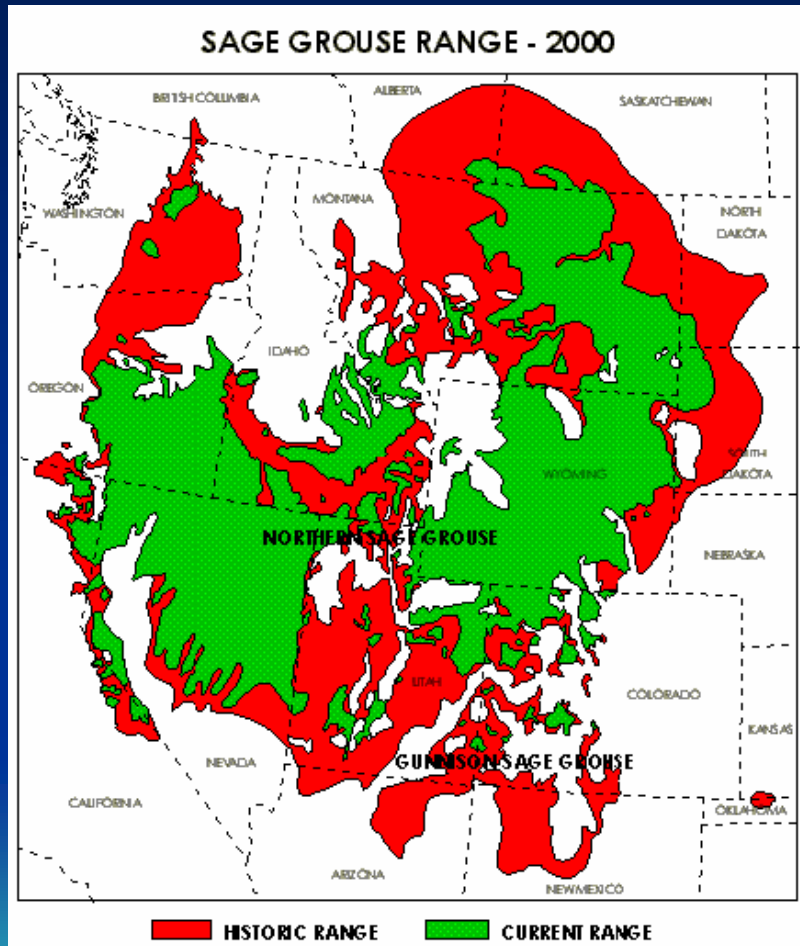 SAGE GROUSE RANGE - 2000
BRITISH COLUMBIA
ALBERTA
SASKATCHEWAN
WASHINGTON
MONTANA
NORTH
DAKOTA
IDAHO
OREGON
WYOMING
SOUTH
DAKOTA
NORTHERN SAGE GROUSE
NEBRASKA
UTAH
COLORADO
KANSAS
NEVADA
GUNNISON SAGE GROUSE
CALIFORNIA
OKLAHOMA
ARIZONA
NEW MEXICO
HISTORIC RANGE
CURRENT RANGE